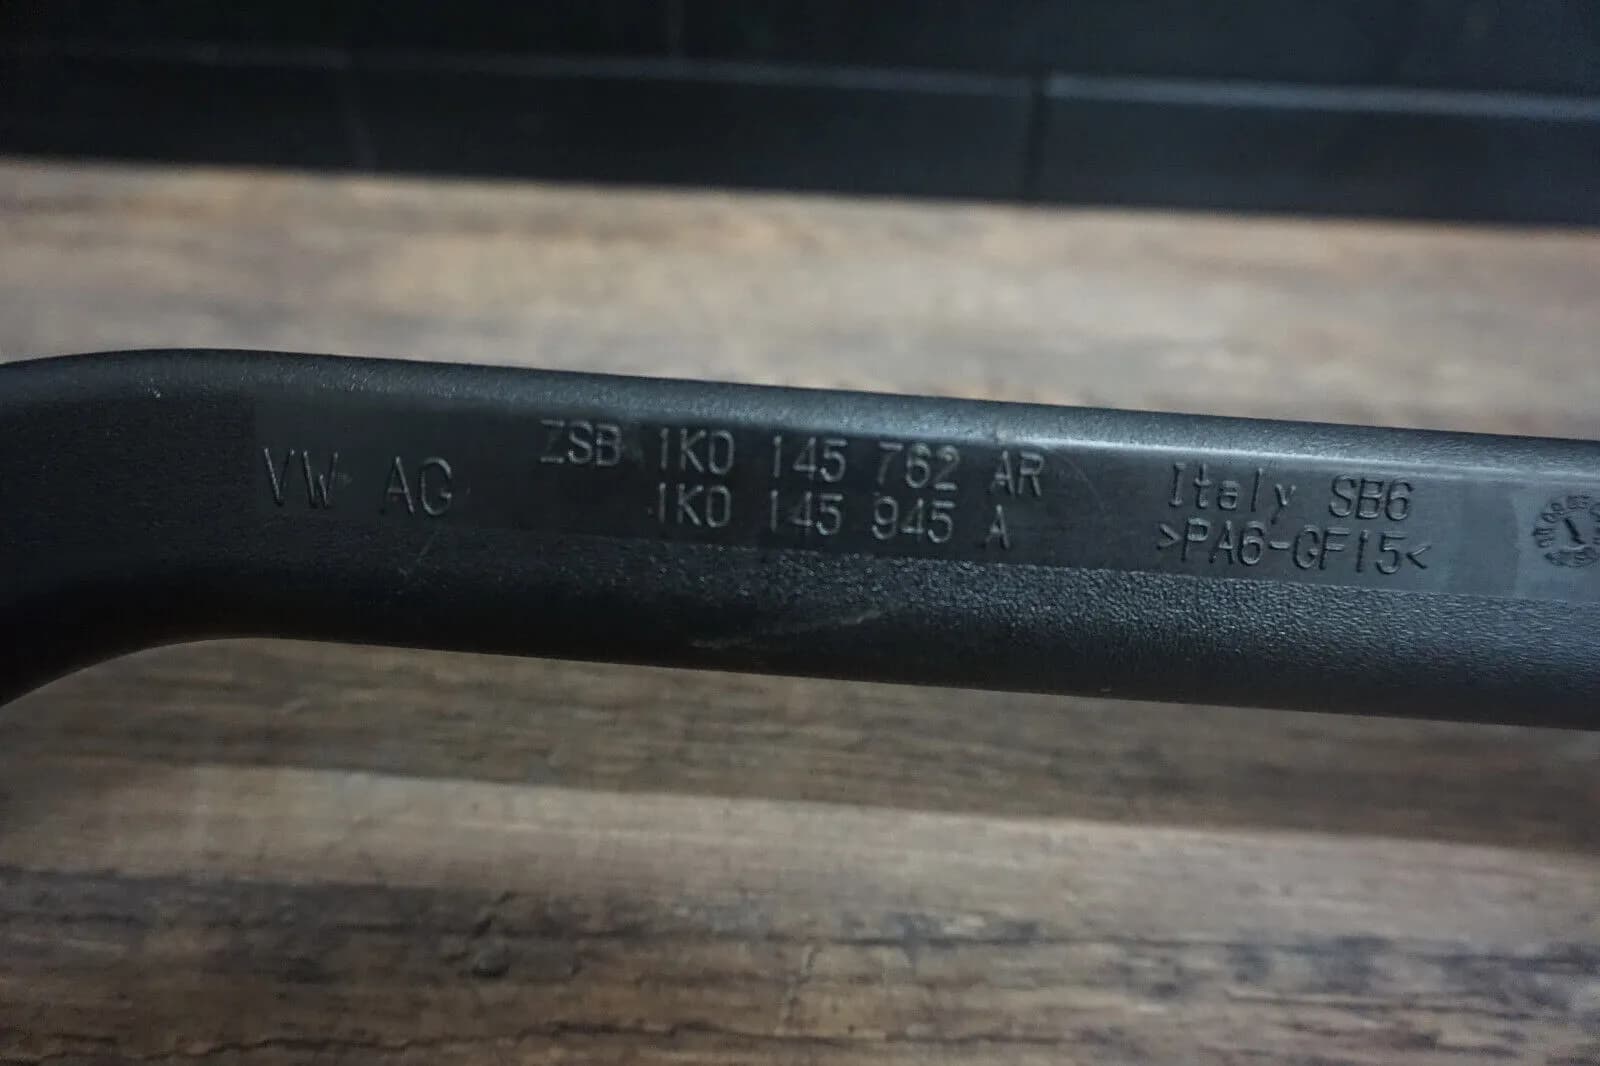 VW AG
ZSB 1K0 145 762 AR
1K0 145 945 A
Italy SB6
>PA6-GF15<